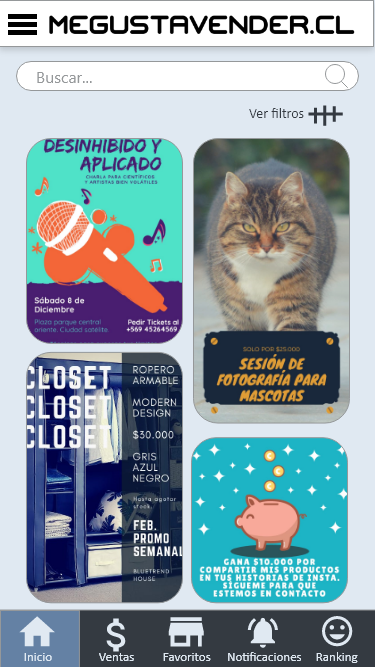 MEGUSTAVENDER.CL
Buscar...
Ver filtros
DESINHIBIDO Y
APLICADO
CHARLA PARA CIENTÍFICOS
Y ARTISTAS BIEN VOLÁTILES
Sábado 8 de
Diciembre
Plaza parque central
oriente. Ciudad satélite
Pedir Tickets al
+569 45264569
SOLO POR $25.000
SESIÓN DE
FOTOGRAFÍA PARA
MASCOTAS
CLOSET
CLOSET
CLOSET
ROPERO
ARMABLE
MODERN
DESIGN
$30.000
GRIS
AZUL
NEGRO
Hasta agotar
stock.
FEB.
PROMO
SEMANAL
BLUETREND
HOUSE
GANA $10.000 POR
COMPARTIR MIS PRODUCTOS
EN TUS HISTORIAS DE INSTA.
SÍGUEME PARA QUE
ESTEMOS EN CONTACTO
Inicio
Ventas
Favoritos
Notificaciones
Ranking